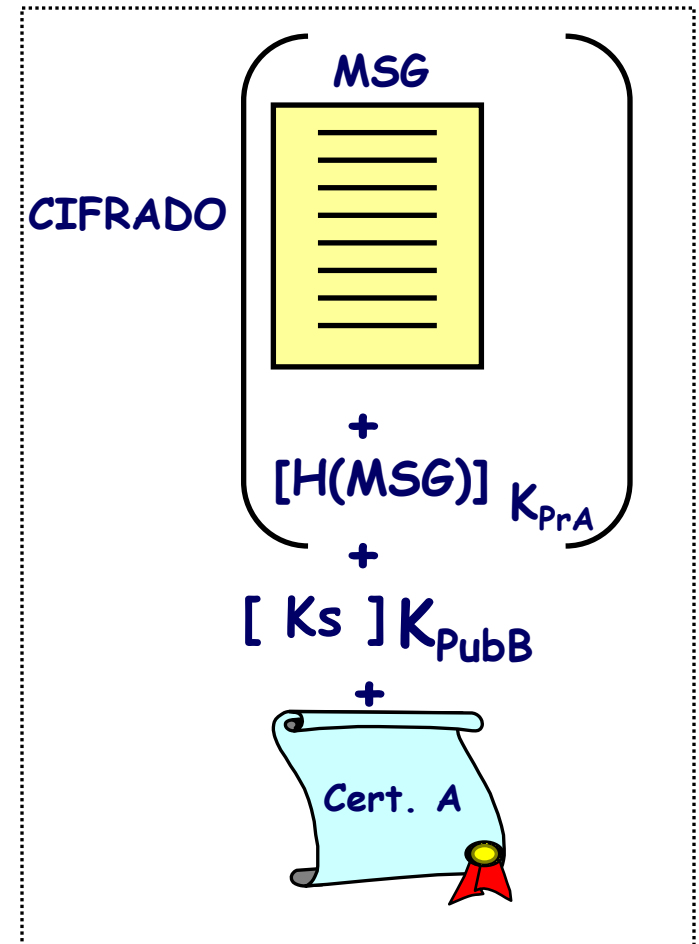 MSG
CIFRADO
+
[H(MSG)] KPrA
+
[ Ks ] KPubB
+
Cert. A